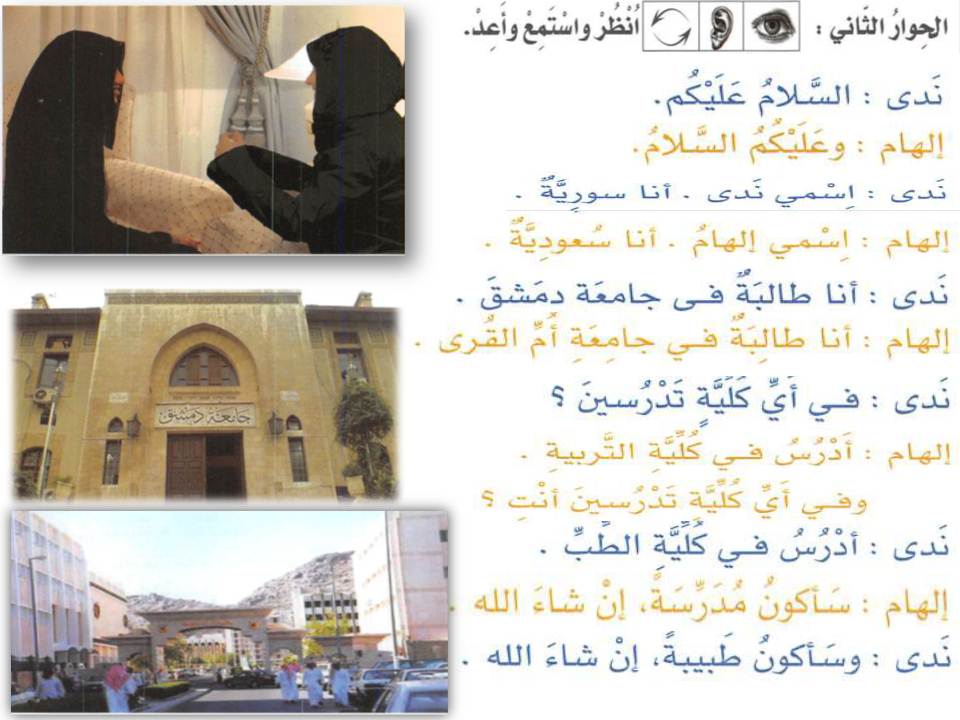 الحِوارُ الثّاني : اُنْظُرْ واسْتَمِعْ وأَعِدْ.
نَدى : السَّلامُ عَلَيْكُم.
إلهام : وعَلَيْكُمُ السَّلامُ.
نَدى : اِسْمي نَدى . أنا سورِيَّةٌ .
إلهام : اِسْمي إلهامُ . أنا سُعودِيَّةٌ .
نَدى : أنا طالبَةٌ فى جامعَة دمَشقَ .
إلهام : أنا طالِبَةٌ في جامِعَةِ أُمِّ القُرى .
نَدى : في أَيِّ كُلِّيَّةٍ تَدْرُسينَ ؟
إلهام : أَدْرُسُ في كُلِّيَّةِ التَّربيةِ .
وفي أَيِّ كُلِّيَّة تَدْرُسينَ أنْتِ ؟
نَدى : أدْرُسُ في كُلِّيَّةِ الطِّبِّ .
إلهام : سَأكونُ مُدَرِّسَةً، إنْ شاءَ الله .
نَدى : وسَأكونُ طَبيبةً، إنْ شاءَ الله .
جامعة دمشق